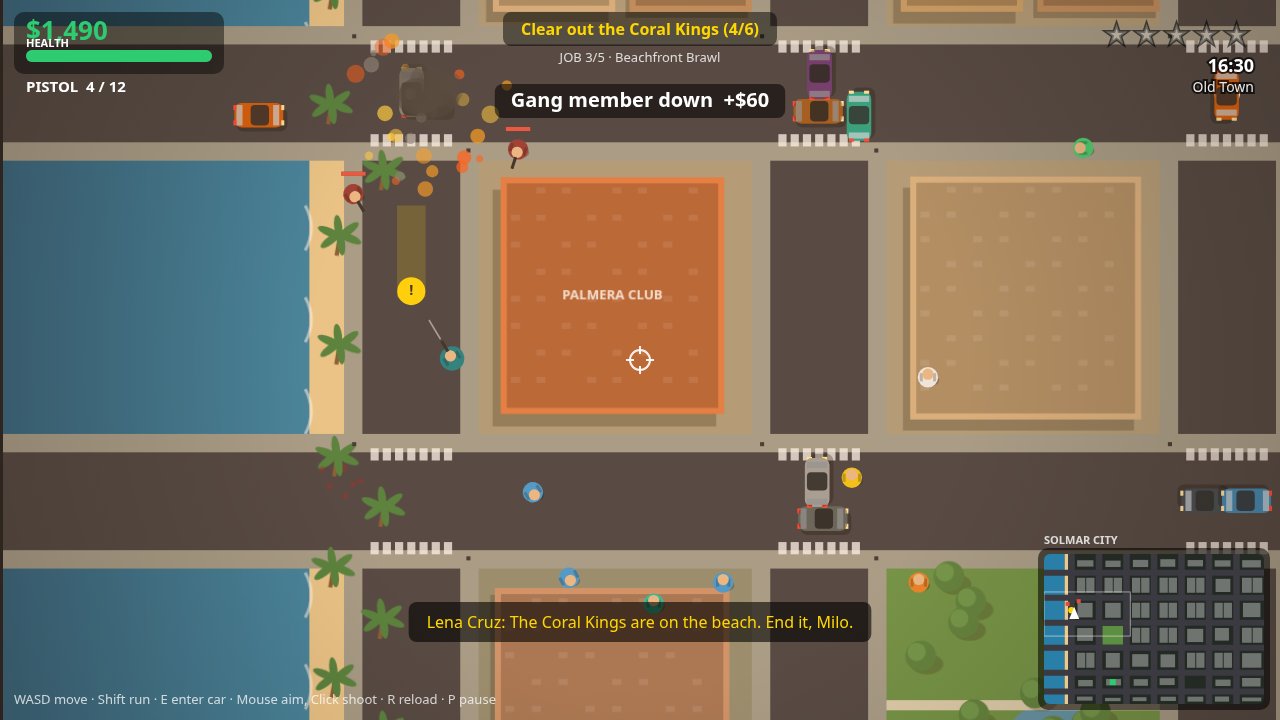 $1,490
HEALTH
PISTOL 4 / 12
Clear out the Coral Kings (4/6)
JOB 3/5 · Beachfront Brawl
Gang member down +$60
16:30
Old Town
!
PALMERA CLUB
SOLMAR CITY
Lena Cruz: The Coral Kings are on the beach. End it, Milo.
WASD move · Shift run · E enter car · Mouse aim, Click shoot · R reload · P pause